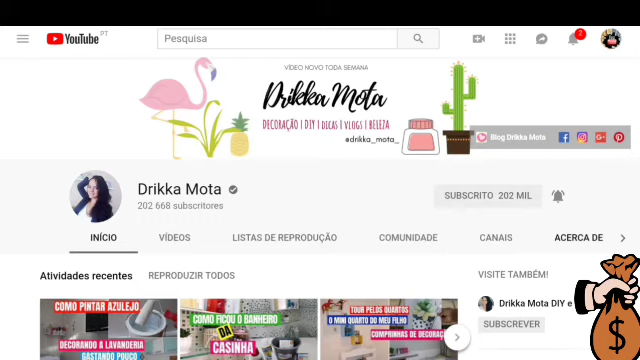 YouTube PT
Pesquisa
2
VÍDEO NOVO TODA SEMANA
Drikka Mota
DECORAÇÃO | DIY | DICAS | VLOGS | BELEZA
@drikka_mota_
Blog Drikka Mota
Drikka Mota
202 668 subscritores
SUBSCRITO 202 MIL
INÍCIO VÍDEOS LISTAS DE REPRODUÇÃO COMUNIDADE CANAIS ACERCA DE
Atividades recentes REPRODUZIR TODOS
VISITE TAMBÉM!
Drikka Mota DIY e
SUBSCREVER
COMO PINTAR AZULEJO
DECORANDO A LAVANDERIA
GASTANDO POUCO
COMO FICOU O BANHEIRO
DA
CASINHA
TOUR PELOS QUARTOS
O MINI QUARTO DO MEU FILHO
COMPRINHAS DE DECORAÇ
$